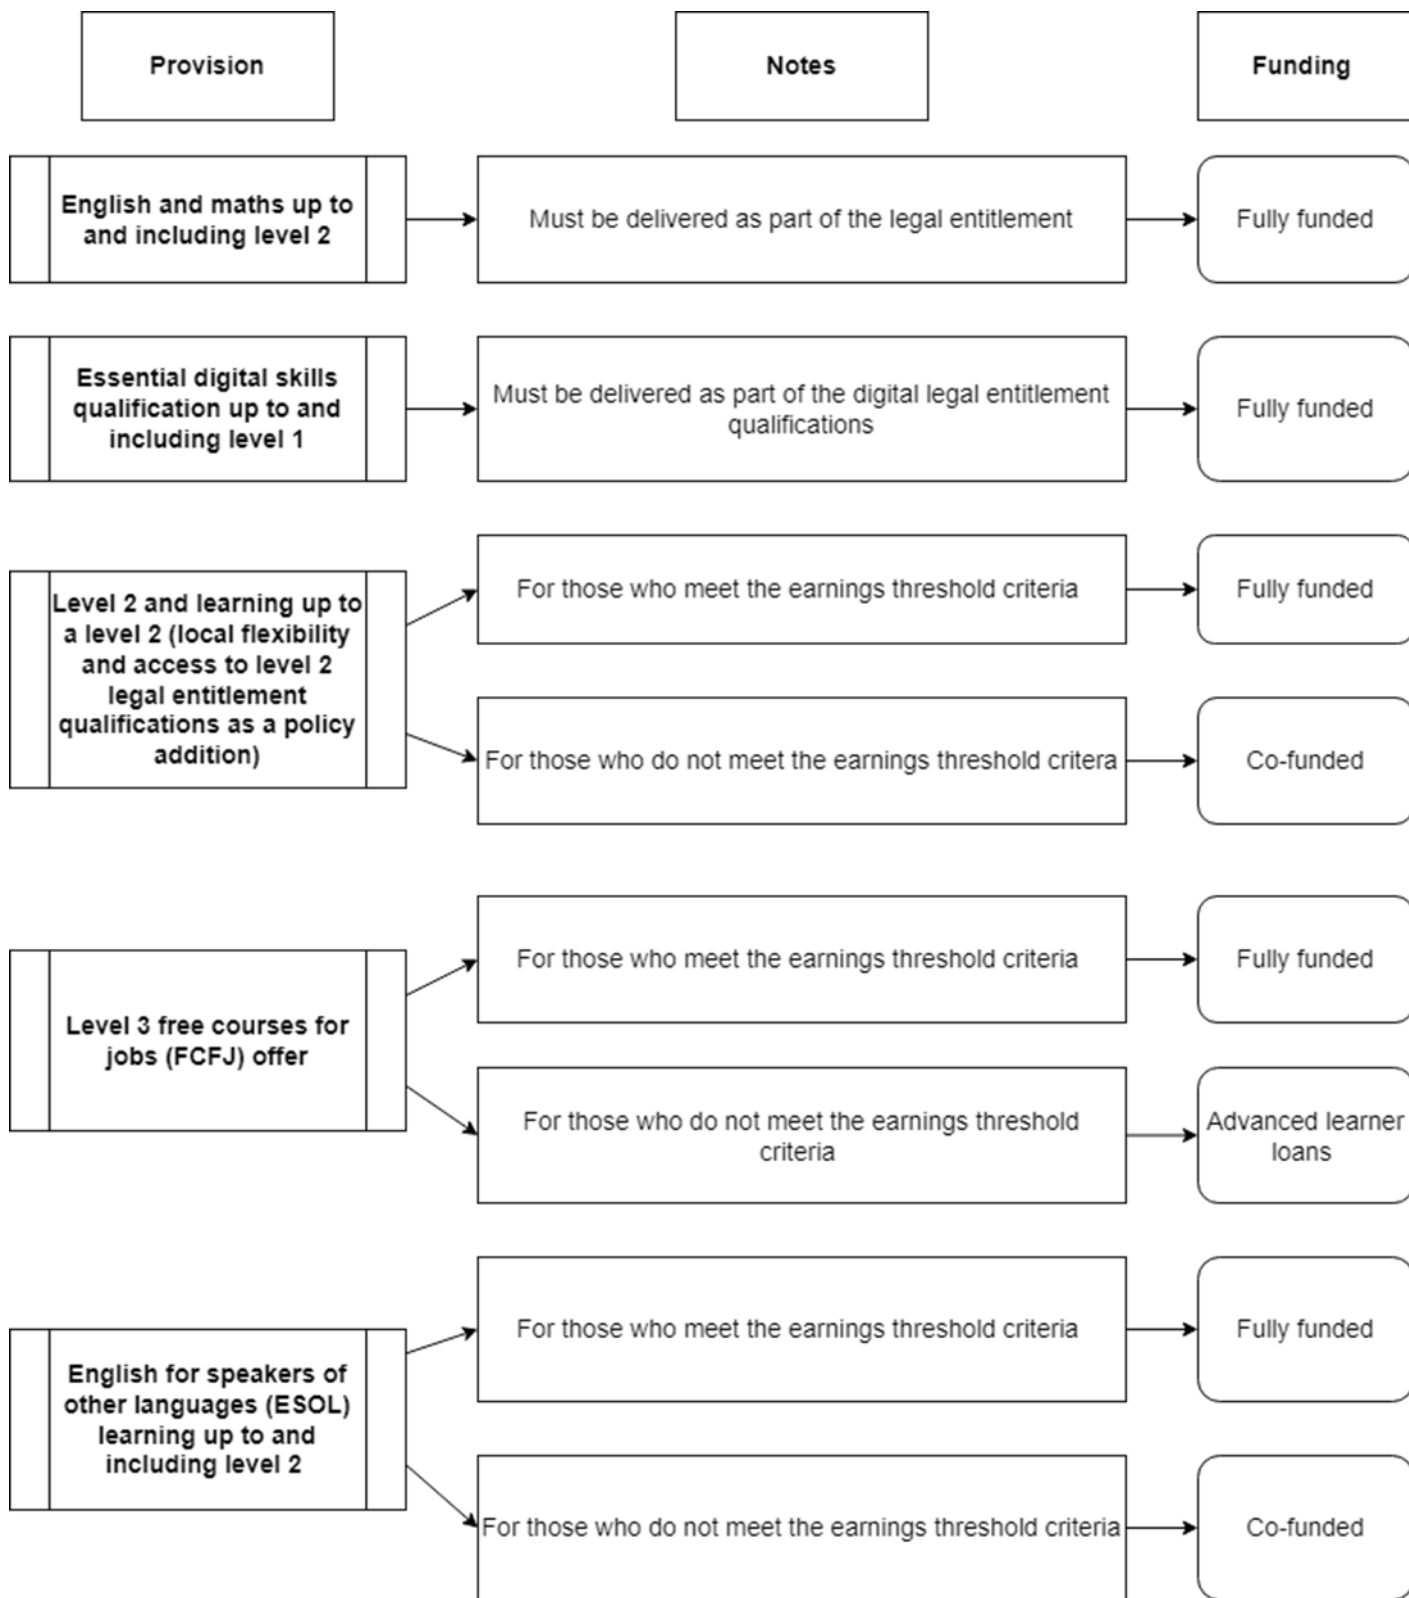 Provision
Notes
Funding
English and maths up to
and including level 2
Must be delivered as part of the legal entitlement
Fully funded
Essential digital skills
qualification up to and
including level 1
Must be delivered as part of the digital legal entitlement
qualifications
Fully funded
Level 2 and learning up to
a level 2 (local flexibility
and access to level 2
legal entitlement
qualifications as a policy
addition)
For those who meet the earnings threshold criteria
Fully funded
For those who do not meet the earnings threshold critera
Co-funded
Level 3 free courses for
jobs (FCFJ) offer
For those who meet the earnings threshold criteria
Fully funded
For those who do not meet the earnings threshold
criteria
Advanced learner
loans
English for speakers of
other languages (ESOL)
learning up to and
including level 2
For those who meet the earnings threshold criteria
Fully funded
For those who do not meet the earnings threshold criteria
Co-funded